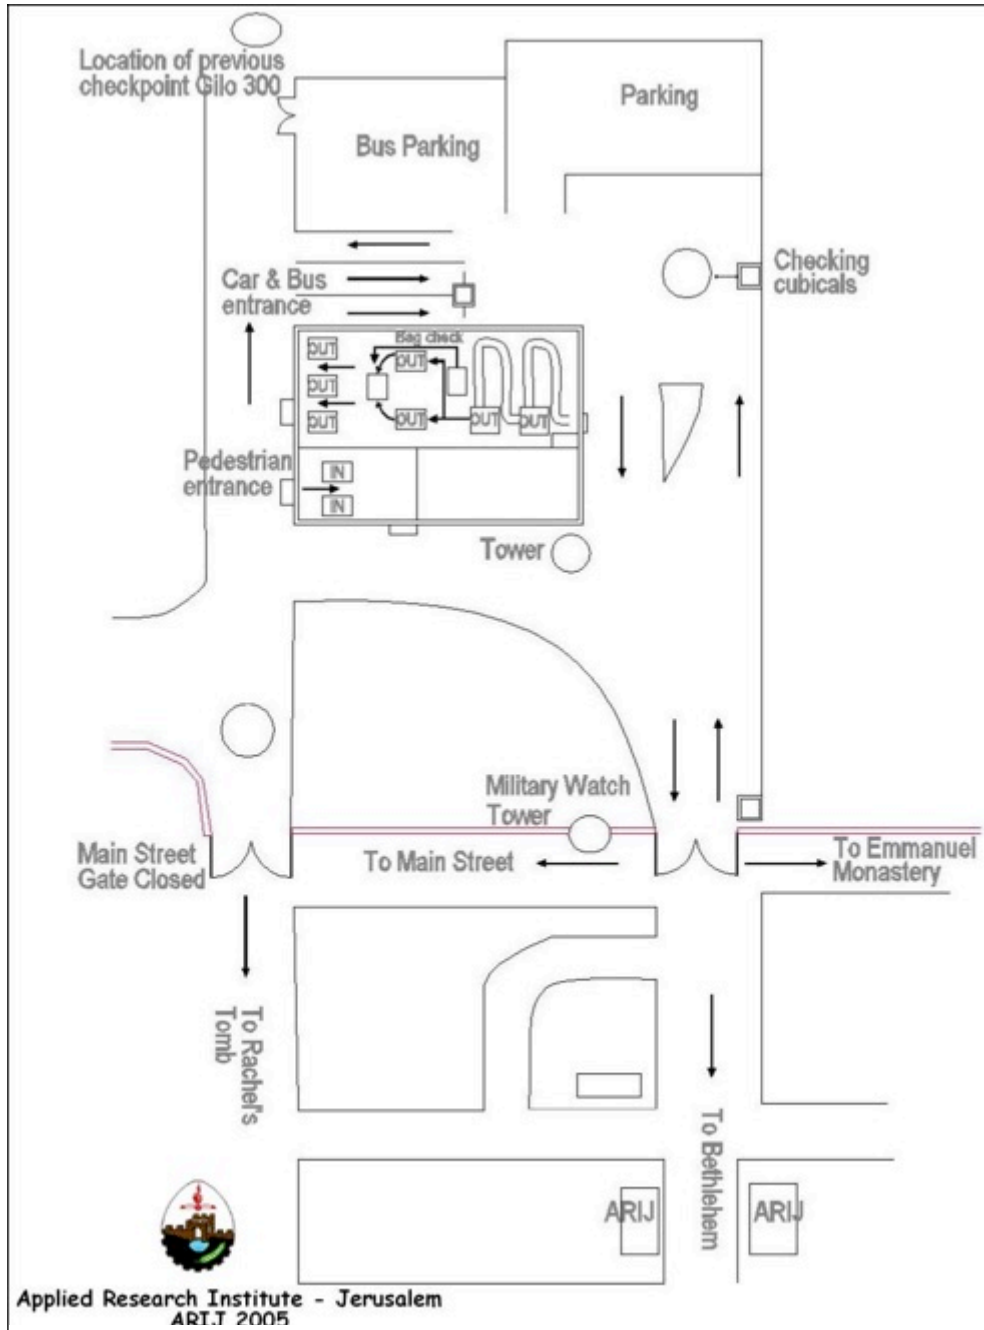 Location of previous
checkpoint Gilo 300
Parking
Bus Parking
Checking
cubicals
Car & Bus
entrance
Bag check
OUT
OUT
OUT
OUT
OUT
OUT
OUT
Pedestrian
entrance
IN
IN
Tower
Military Watch
Tower
Main Street
Gate Closed
To Main Street
To Emmanuel
Monastery
To Rachel's
Tomb
To Bethlehem
ARIJ
ARIJ
Applied Research Institute - Jerusalem
ARIJ 2005